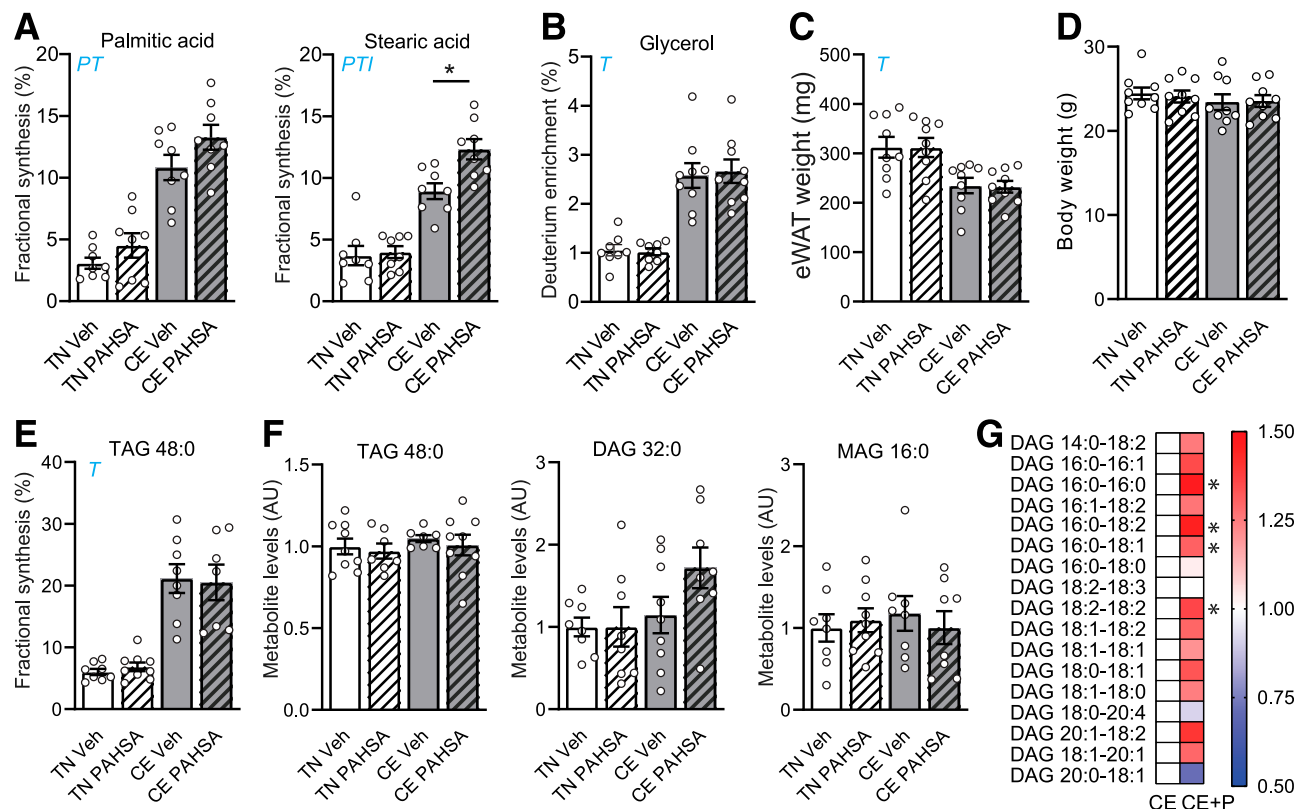 A
Palmitic acid
PT
Fractional synthesis (%)
20
15
10
5
0
TN Veh
TN PAHSA
CE Veh
CE PAHSA
Stearic acid
PTI
*
Fractional synthesis (%)
20
15
10
5
0
TN Veh
TN PAHSA
CE Veh
CE PAHSA
B
Glycerol
T
Deuterium enrichment (%)
5
4
3
2
1
0
TN Veh
TN PAHSA
CE Veh
CE PAHSA
C
T
eWAT weight (mg)
500
400
300
200
100
0
TN Veh
TN PAHSA
CE Veh
CE PAHSA
D
Body weight (g)
30
20
10
0
TN Veh
TN PAHSA
CE Veh
CE PAHSA
E
TAG 48:0
T
Fractional synthesis (%)
40
30
20
10
0
TN Veh
TN PAHSA
CE Veh
CE PAHSA
F
TAG 48:0
Metabolite levels (AU)
1.5
1.0
0.5
0.0
TN Veh
TN PAHSA
CE Veh
CE PAHSA
DAG 32:0
Metabolite levels (AU)
3
2
1
0
TN Veh
TN PAHSA
CE Veh
CE PAHSA
MAG 16:0
Metabolite levels (AU)
3
2
1
0
TN Veh
TN PAHSA
CE Veh
CE PAHSA
G
DAG 14:0-18:2
DAG 16:0-16:1
DAG 16:0-16:0 *
DAG 16:1-18:2
DAG 16:0-18:2 *
DAG 16:0-18:1 *
DAG 16:0-18:0
DAG 18:2-18:3
DAG 18:2-18:2 *
DAG 18:1-18:2
DAG 18:1-18:1
DAG 18:0-18:1
DAG 18:1-18:0
DAG 18:0-20:4
DAG 20:1-18:2
DAG 18:1-20:1
DAG 20:0-18:1
CE CE+P
1.50
1.25
1.00
0.75
0.50